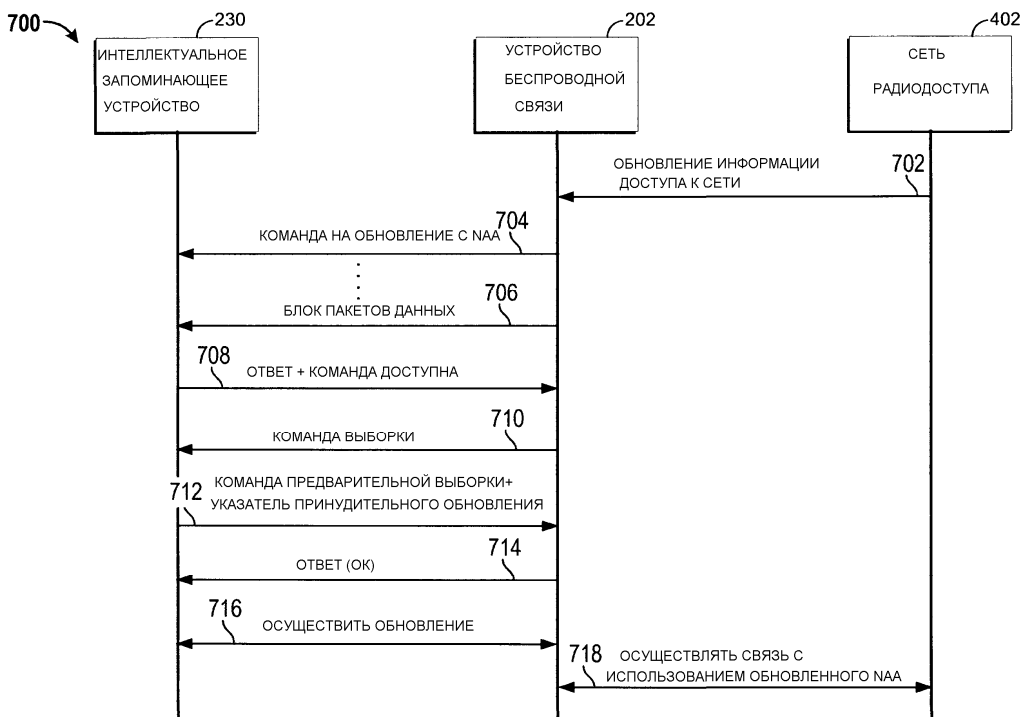 700
230
202
402
ИНТЕЛЛЕКТУАЛЬНОЕ
ЗАПОМИНАЮЩЕЕ
УСТРОЙСТВО
УСТРОЙСТВО
БЕСПРОВОДНОЙ
СВЯЗИ
СЕТЬ
РАДИОДОСТУПА
ОБНОВЛЕНИЕ ИНФОРМАЦИИ
ДОСТУПА К СЕТИ
702
КОМАНДА НА ОБНОВЛЕНИЕ С NAA
704
БЛОК ПАКЕТОВ ДАННЫХ
706
708
ОТВЕТ + КОМАНДА ДОСТУПНА
КОМАНДА ВЫБОРКИ
710
КОМАНДА ПРЕДВАРИТЕЛЬНОЙ ВЫБОРКИ+
712
УКАЗАТЕЛЬ ПРИНУДИТЕЛЬНОГО ОБНОВЛЕНИЯ
ОТВЕТ (ОК)
714
716
ОСУЩЕСТВИТЬ ОБНОВЛЕНИЕ
718
ОСУЩЕСТВЛЯТЬ СВЯЗЬ С
ИСПОЛЬЗОВАНИЕМ ОБНОВЛЕННОГО NAA